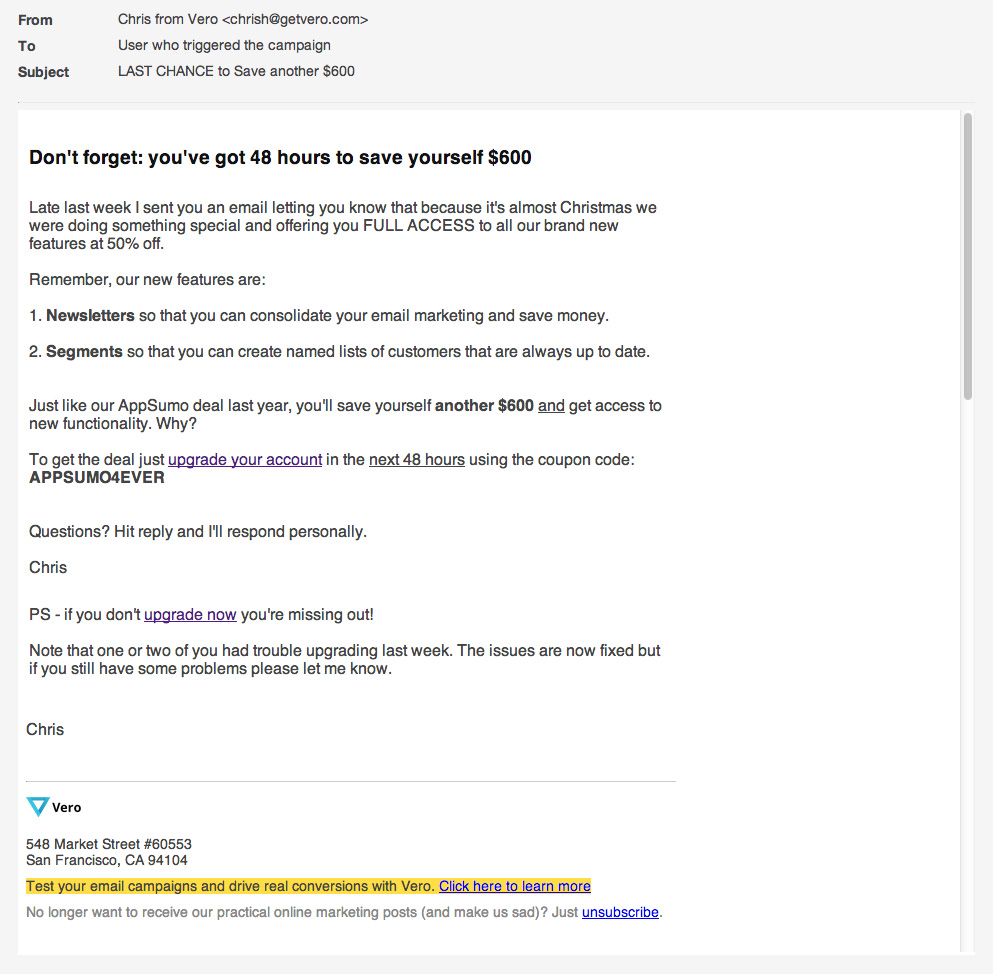 From Chris from Vero <chrish@getvero.com>
To User who triggered the campaign
Subject LAST CHANCE to Save another $600
Don't forget: you've got 48 hours to save yourself $600
Late last week I sent you an email letting you know that because it's almost Christmas we
were doing something special and offering you FULL ACCESS to all our brand new
features at 50% off.
Remember, our new features are:
1. Newsletters so that you can consolidate your email marketing and save money.
2. Segments so that you can create named lists of customers that are always up to date.
Just like our AppSumo deal last year, you'll save yourself another $600 and get access to
new functionality. Why?
To get the deal just upgrade your account in the next 48 hours using the coupon code:
APPSUMO4EVER
Questions? Hit reply and I'll respond personally.
Chris
PS - if you don't upgrade now you're missing out!
Note that one or two of you had trouble upgrading last week. The issues are now fixed but
if you still have some problems please let me know.
Chris
Vero
548 Market Street #60553
San Francisco, CA 94104
Test your email campaigns and drive real conversions with Vero. Click here to learn more
No longer want to receive our practical online marketing posts (and make us sad)? Just unsubscribe.